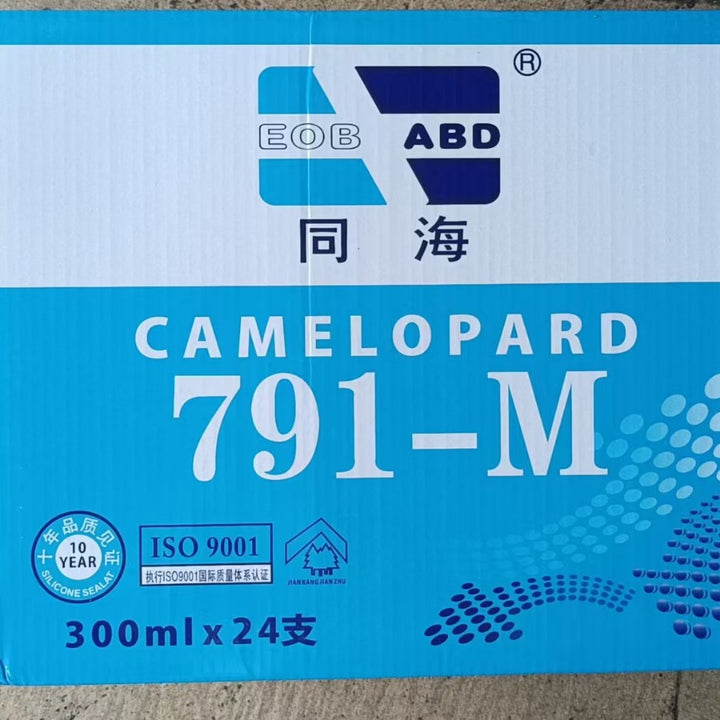 ®
EOB ABD
同海
CAMELOPARD
791-M
十年品质见证
10
YEAR
SILICONE SEALAT
ISO 9001
执行ISO9001国际质量体系认证
JIANKANGJIANZHU
300ml x 24支